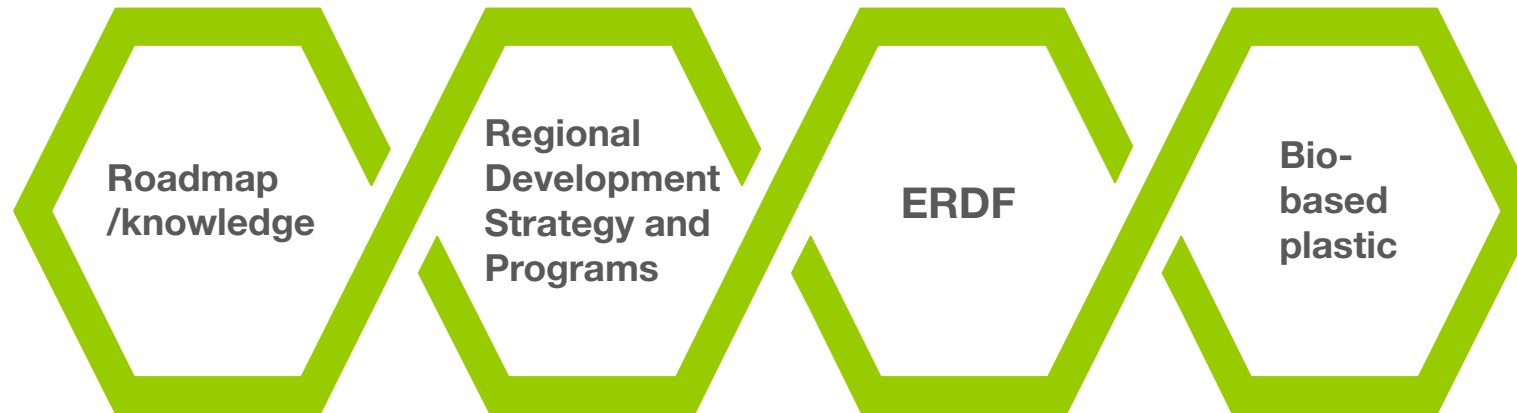 Roadmap
/knowledge
Regional
Development
Strategy and
Programs
ERDF
Bio-
based
plastic